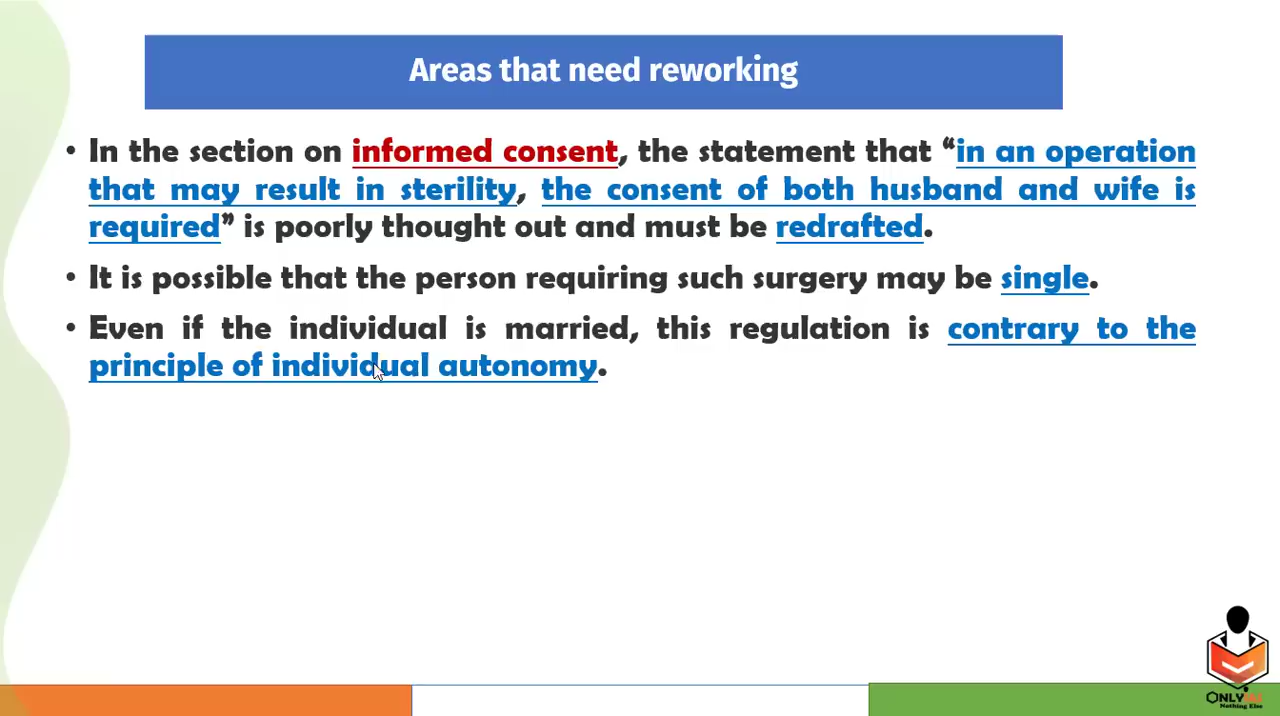 Areas that need reworking
• In the section on informed consent, the statement that “in an operation
that may result in sterility, the consent of both husband and wife is
required” is poorly thought out and must be redrafted.
• It is possible that the person requiring such surgery may be single.
• Even if the individual is married, this regulation is contrary to the
principle of individual autonomy.
Nothing Else